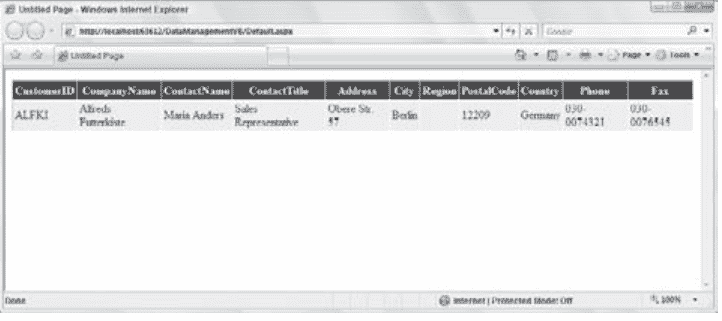 Untitled Page - Windows Internet Explorer
http://localhost:63612/DataManagementVB/Default.aspx Google
Untitled Page Page Tools
CustomerID CompanyName ContactName ContactTitle Address City Region PostalCode Country Phone Fax
ALFKI Alfreds Futterkiste Maria Anders Sales Representative Obere Str. 57 Berlin 12209 Germany 030-0074321 030-0076545
Done Internet | Protected Mode: Off 100%